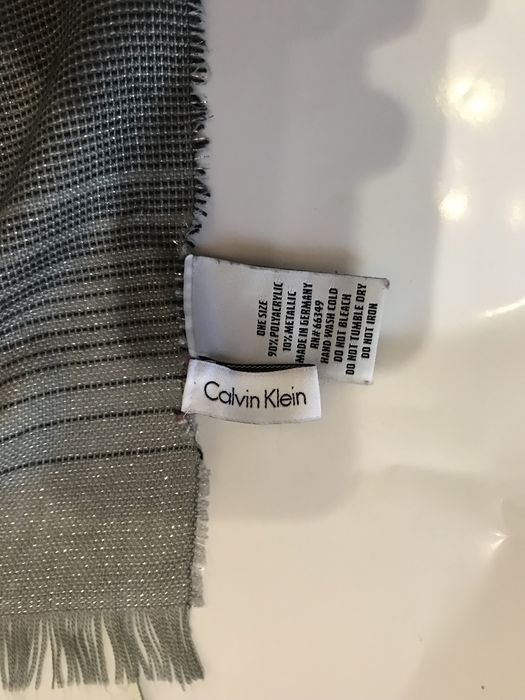 ONE SIZE
90% POLYACRYLIC
10% METALLIC
MADE IN GERMANY
RN# 66349
HAND WASH COLD
DO NOT BLEACH
DO NOT TUMBLE DRY
DO NOT IRON
Calvin Klein